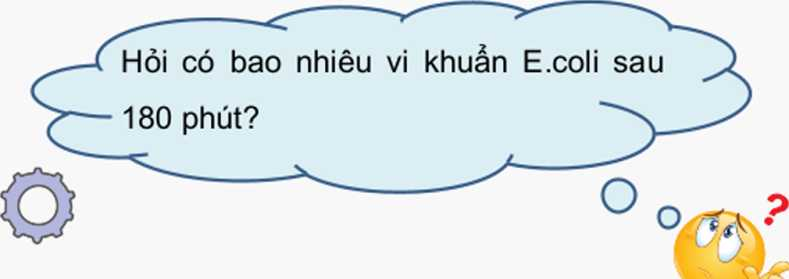 Hỏi có bao nhiêu vi khuẩn E.coli sau
180 phút?
?